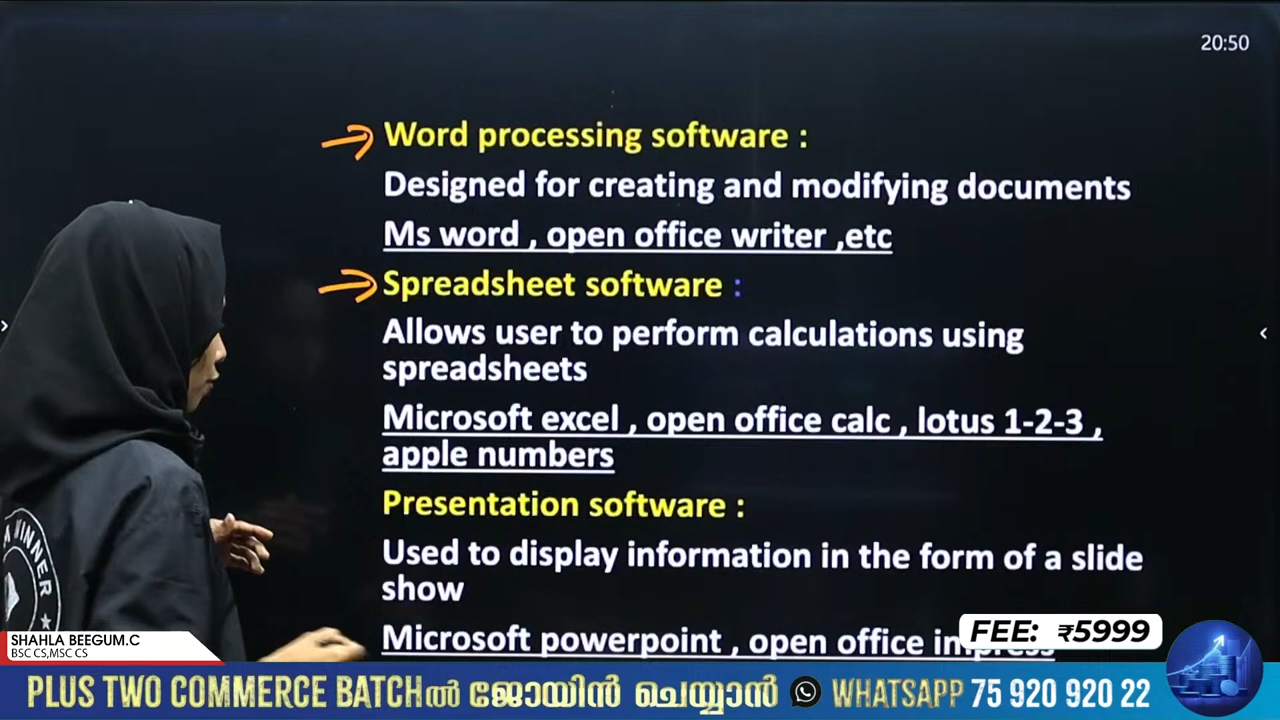 20:50
Word processing software :
Designed for creating and modifying documents
Ms word , open office writer ,etc
Spreadsheet software :
Allows user to perform calculations using
spreadsheets
Microsoft excel , open office calc , lotus 1-2-3 ,
apple numbers
Presentation software :
Used to display information in the form of a slide
show
Microsoft powerpoint , open office impress
FEE: ₹5999
WINNER
SHAHLA BEEGUM.C
BSC CS,MSC CS
PLUS TWO COMMERCE BATCHൽ ജോയിൻ ചെയ്യാൻ WHATSAPP 75 920 920 22